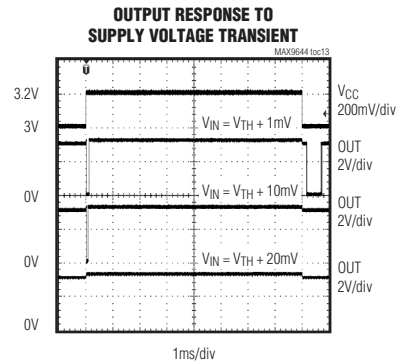 OUTPUT RESPONSE TO
SUPPLY VOLTAGE TRANSIENT
MAX9644 toc13
3.2V
VCC
200mV/div
3V
VIN = VTH + 1mV
OUT
2V/div
0V
VIN = VTH + 10mV
OUT
2V/div
0V
VIN = VTH + 20mV
OUT
2V/div
0V
1ms/div